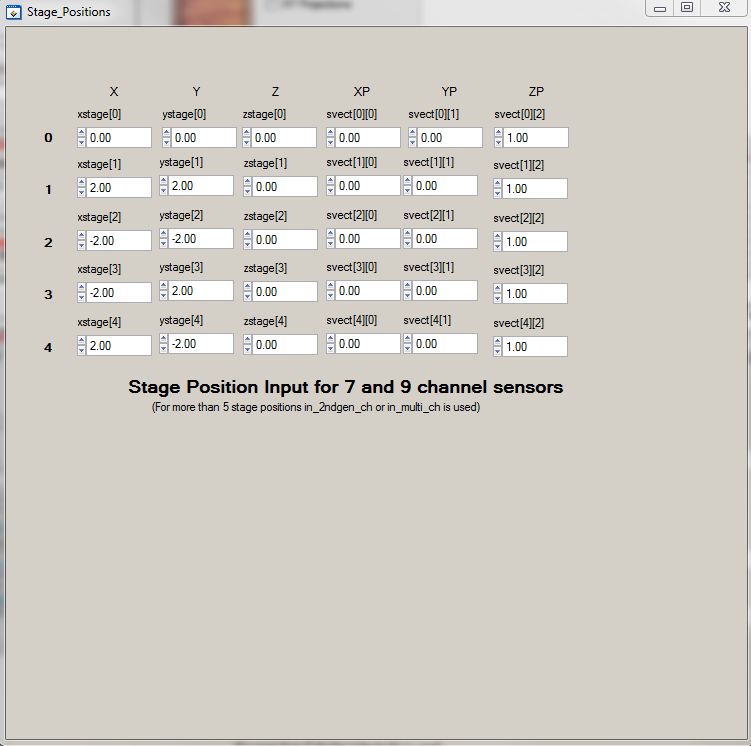 Stage_Positions
X Y Z XP YP ZP
xstage[0] ystage[0] zstage[0] svect[0][0] svect[0][1] svect[0][2]
0 0.00 0.00 0.00 0.00 0.00 1.00
xstage[1] ystage[1] zstage[1] svect[1][0] svect[1][1] svect[1][2]
1 2.00 2.00 0.00 0.00 0.00 1.00
xstage[2] ystage[2] zstage[2] svect[2][0] svect[2][1] svect[2][2]
2 -2.00 -2.00 0.00 0.00 0.00 1.00
xstage[3] ystage[3] zstage[3] svect[3][0] svect[3][1] svect[3][2]
3 -2.00 2.00 0.00 0.00 0.00 1.00
xstage[4] ystage[4] zstage[4] svect[4][0] svect[4[1] svect[4][2]
4 2.00 -2.00 0.00 0.00 0.00 1.00
Stage Position Input for 7 and 9 channel sensors
(For more than 5 stage positions in_2ndgen_ch or in_multi_ch is used)